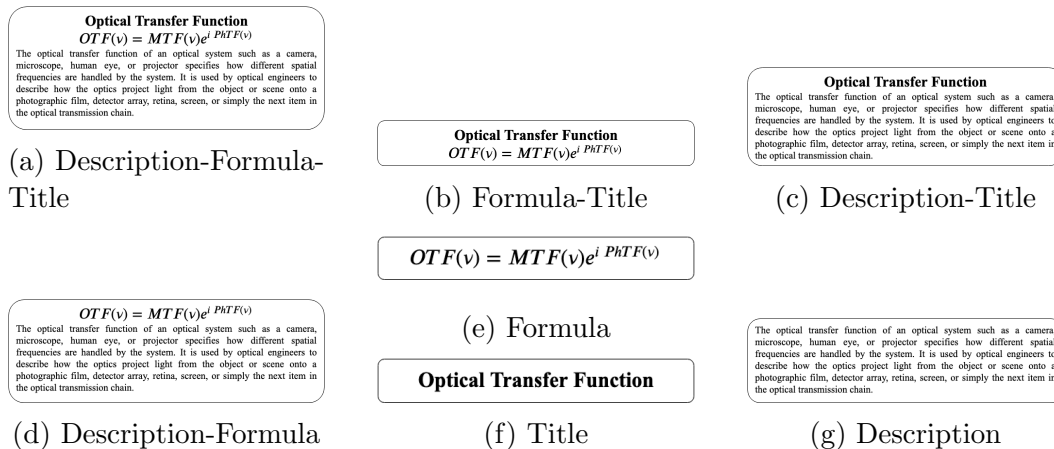 Optical Transfer Function
OTF(ν) = MTF(ν)e^{i PhTF(ν)}
The optical transfer function of an optical system such as a camera,
microscope, human eye, or projector specifies how different spatial
frequencies are handled by the system. It is used by optical engineers to
describe how the optics project light from the object or scene onto a
photographic film, detector array, retina, screen, or simply the next item in
the optical transmission chain.
(a) Description-Formula-
Title
Optical Transfer Function
OTF(ν) = MTF(ν)e^{i PhTF(ν)}
(b) Formula-Title
Optical Transfer Function
The optical transfer function of an optical system such as a camera,
microscope, human eye, or projector specifies how different spatial
frequencies are handled by the system. It is used by optical engineers to
describe how the optics project light from the object or scene onto a
photographic film, detector array, retina, screen, or simply the next item in
the optical transmission chain.
(c) Description-Title
OTF(ν) = MTF(ν)e^{i PhTF(ν)}
The optical transfer function of an optical system such as a camera,
microscope, human eye, or projector specifies how different spatial
frequencies are handled by the system. It is used by optical engineers to
describe how the optics project light from the object or scene onto a
photographic film, detector array, retina, screen, or simply the next item in
the optical transmission chain.
(d) Description-Formula
OTF(ν) = MTF(ν)e^{i PhTF(ν)}
(e) Formula
Optical Transfer Function
(f) Title
The optical transfer function of an optical system such as a camera,
microscope, human eye, or projector specifies how different spatial
frequencies are handled by the system. It is used by optical engineers to
describe how the optics project light from the object or scene onto a
photographic film, detector array, retina, screen, or simply the next item in
the optical transmission chain.
(g) Description